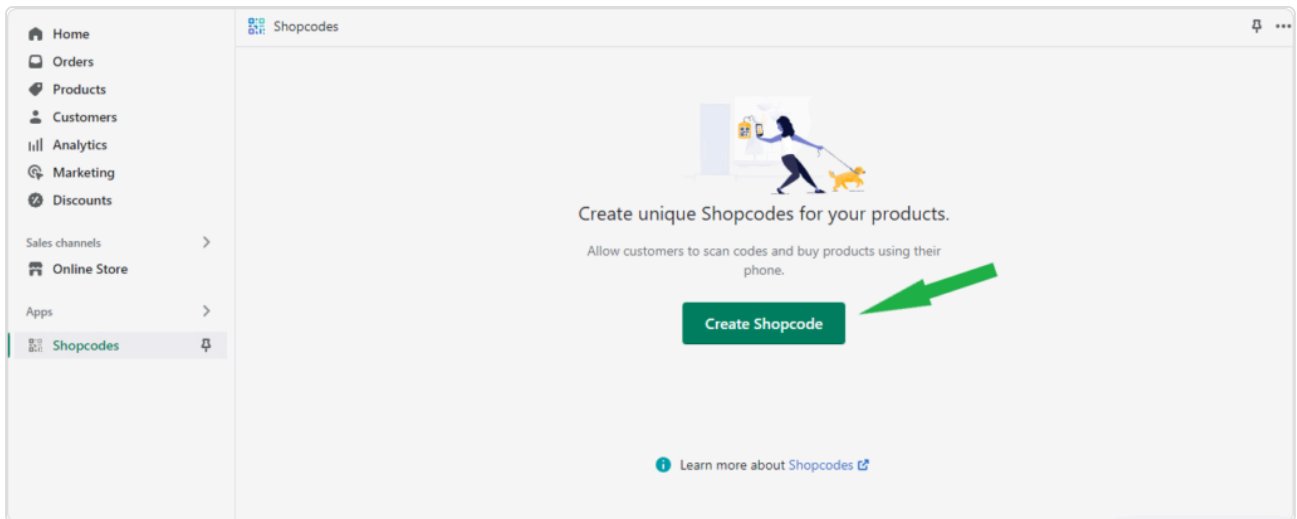 Home
Orders
Products
Customers
Analytics
Marketing
Discounts
Sales channels
Online Store
Apps
Shopcodes
Shopcodes
Create unique Shopcodes for your products.
Allow customers to scan codes and buy products using their
phone.
Create Shopcode
Learn more about Shopcodes